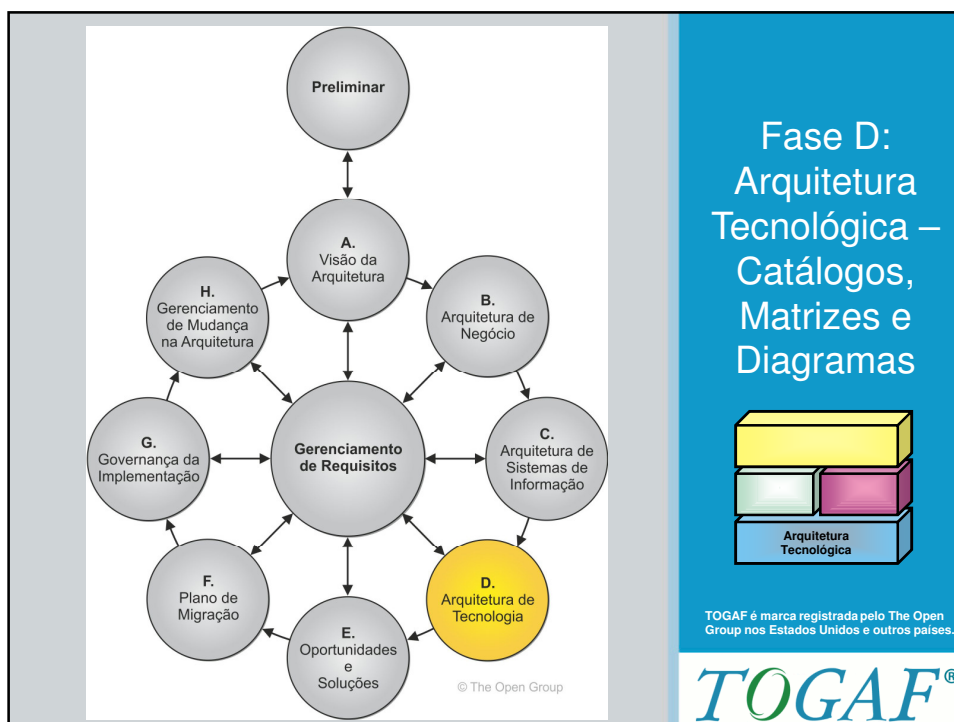 Preliminar
A.
Visão da
Arquitetura
H.
Gerenciamento
de Mudança
na Arquitetura
B.
Arquitetura de
Negócio
G.
Governança da
Implementação
Gerenciamento
de Requisitos
C.
Arquitetura de
Sistemas de
Informação
F.
Plano de
Migração
D.
Arquitetura de
Tecnologia
E.
Oportunidades
e
Soluções
© The Open Group
Fase D:
Arquitetura
Tecnológica –
Catálogos,
Matrizes e
Diagramas
Arquitetura
Tecnológica
TOGAF é marca registrada pelo The Open
Group nos Estados Unidos e outros países.
TOGAF®